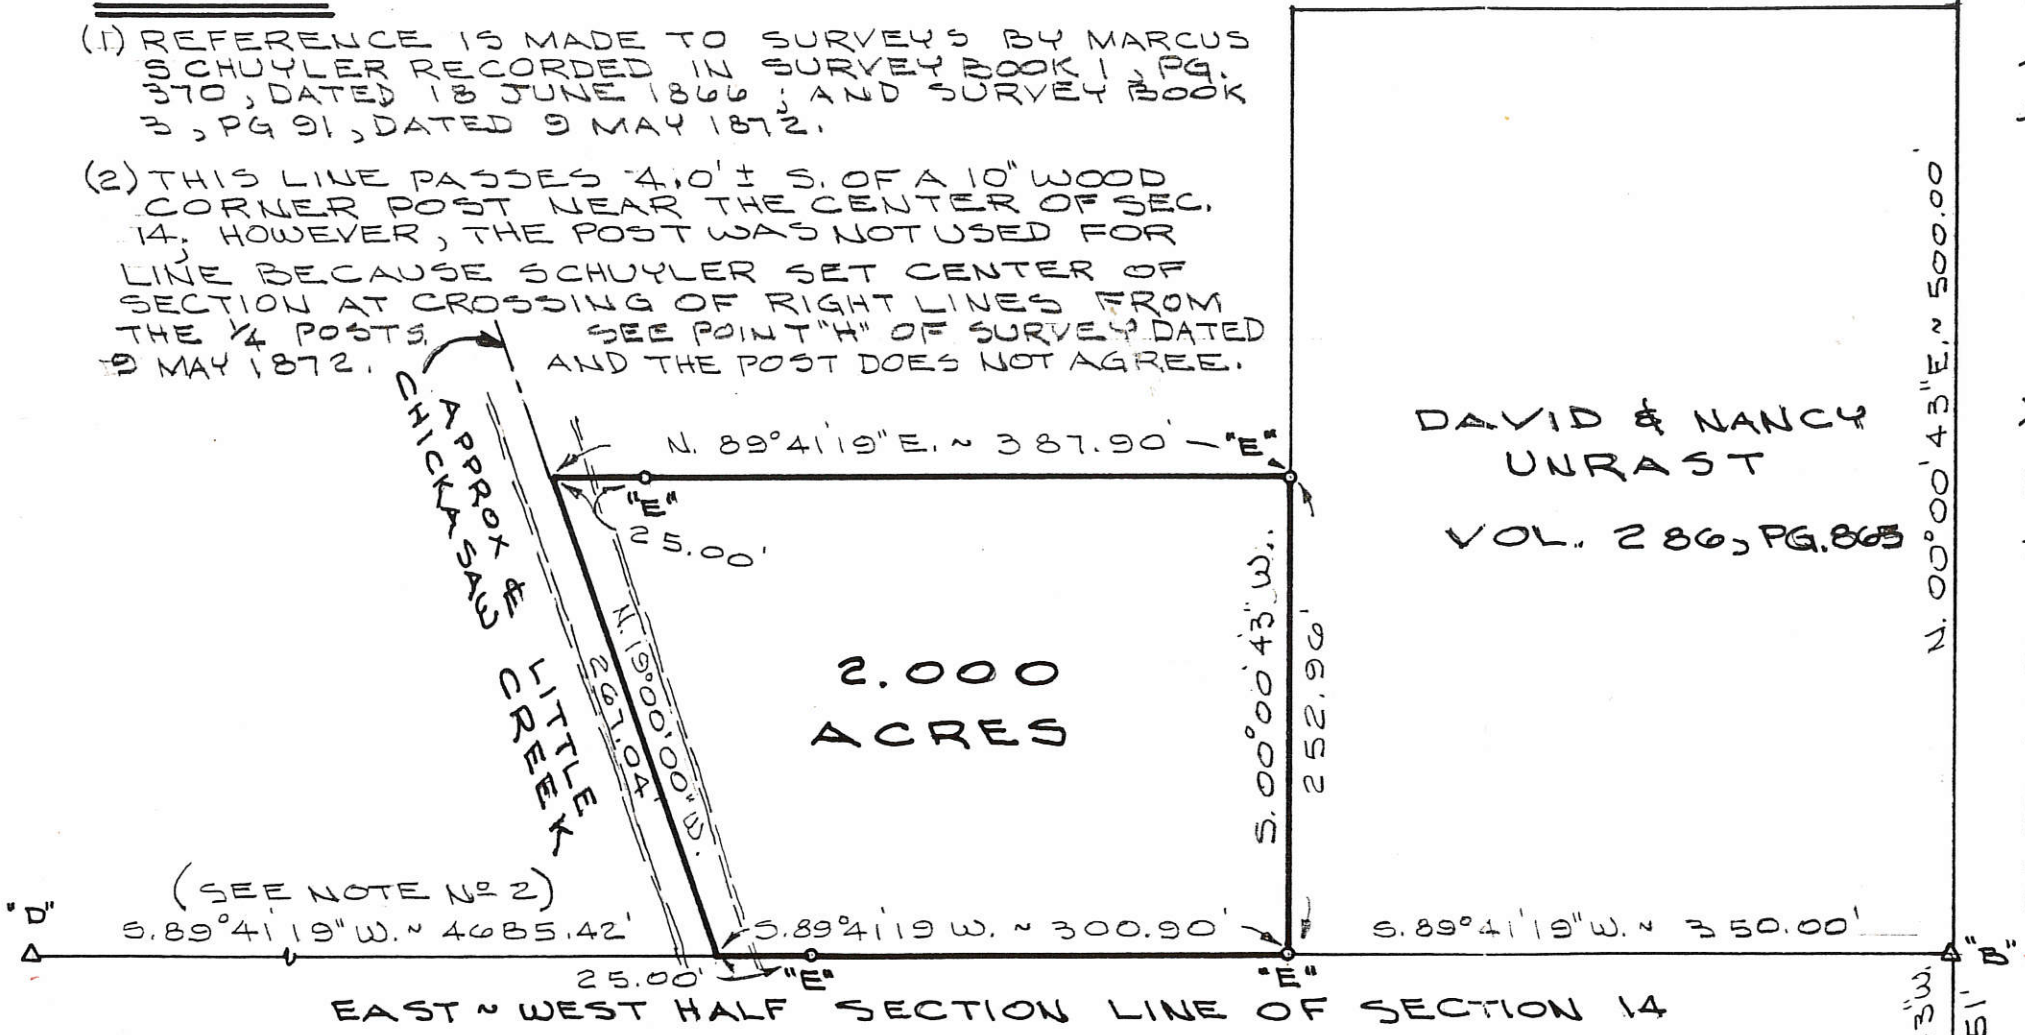 (1) REFERENCE IS MADE TO SURVEYS BY MARCUS
SCHUYLER RECORDED IN SURVEY BOOK 1, PG.
370, DATED 18 JUNE 1866; AND SURVEY BOOK
3, PG 91, DATED 9 MAY 1872.
(2) THIS LINE PASSES 4.0'± S. OF A 10" WOOD
CORNER POST NEAR THE CENTER OF SEC.
14; HOWEVER, THE POST WAS NOT USED FOR
LINE BECAUSE SCHUYLER SET CENTER OF
SECTION AT CROSSING OF RIGHT LINES FROM
THE 1/4 POSTS. SEE POINT "H" OF SURVEY DATED
9 MAY 1872. AND THE POST DOES NOT AGREE.
APPROX ℄ LITTLE
CHICKASAW CREEK
N. 89°41'19" E. ~ 387.90'
"E"
"E"
25.00'
N. 19°00'00" W.
267.04'
2.000
ACRES
S. 00°00'43" W.
252.96'
DAVID & NANCY
UNRAST
VOL. 286, PG. 865
N. 00°00'43" E. ~ 500.00'
(SEE NOTE Nº 2)
"D"
S. 89°41'19" W. ~ 4685.42'
S. 89°41'19 W. ~ 300.90'
S. 89°41'19" W. ~ 350.00'
"B"
25.00'
"E"
"E"
EAST ~ WEST HALF SECTION LINE OF SECTION 14
3" W.
51'